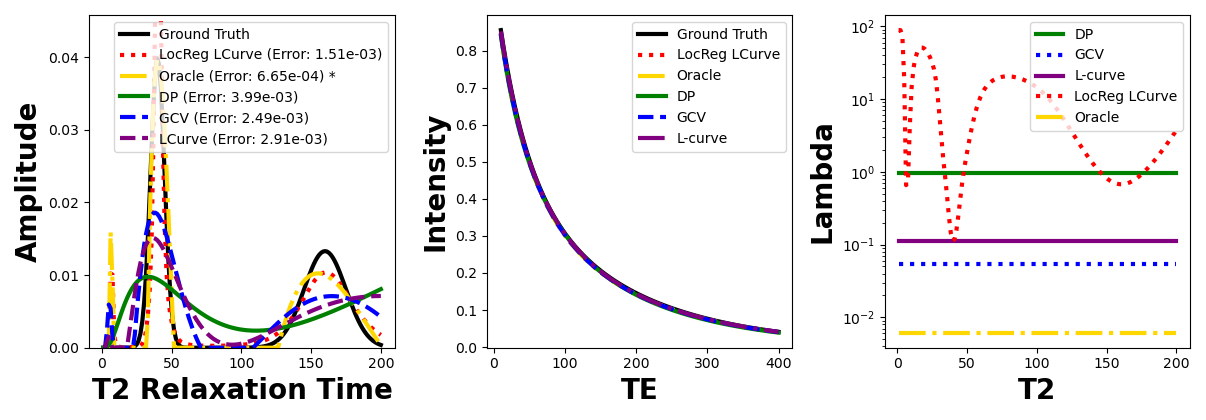 Amplitude
0.04
0.03
0.02
0.01
0.00
Ground Truth
LocReg LCurve (Error: 1.51e-03)
Oracle (Error: 6.65e-04) *
DP (Error: 3.99e-03)
GCV (Error: 2.49e-03)
LCurve (Error: 2.91e-03)
0 50 100 150 200
T2 Relaxation Time
Intensity
0.8
0.7
0.6
0.5
0.4
0.3
0.2
0.1
0.0
Ground Truth
LocReg LCurve
Oracle
DP
GCV
L-curve
0 100 200 300 400
TE
Lambda
10²
10¹
10⁰
10⁻¹
10⁻²
DP
GCV
L-curve
LocReg LCurve
Oracle
0 50 100 150 200
T2